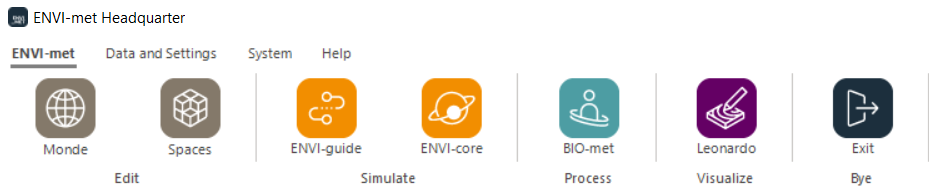 ENVI-met Headquarter
ENVI-met Data and Settings System Help
Monde Spaces ENVI-guide ENVI-core BIO-met Leonardo Exit
Edit Simulate Process Visualize Bye